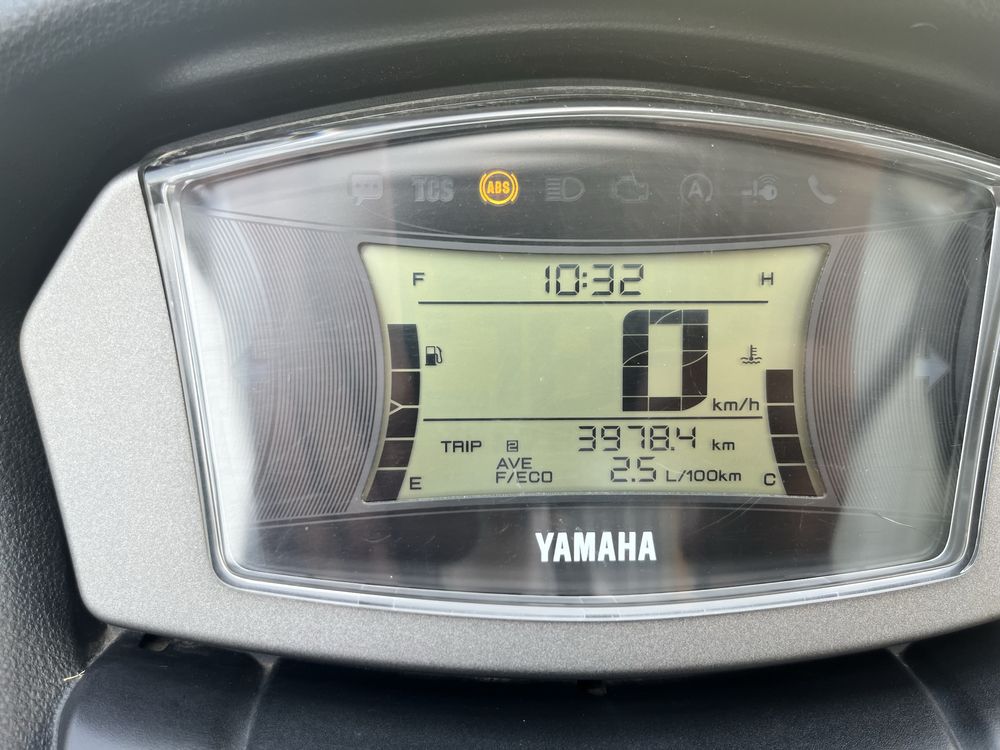 TCS ABS A
F 10:32 H
0 km/h
TRIP 2 3978.4 km
AVE
F/ECO 2.5 L/100km
E C
YAMAHA